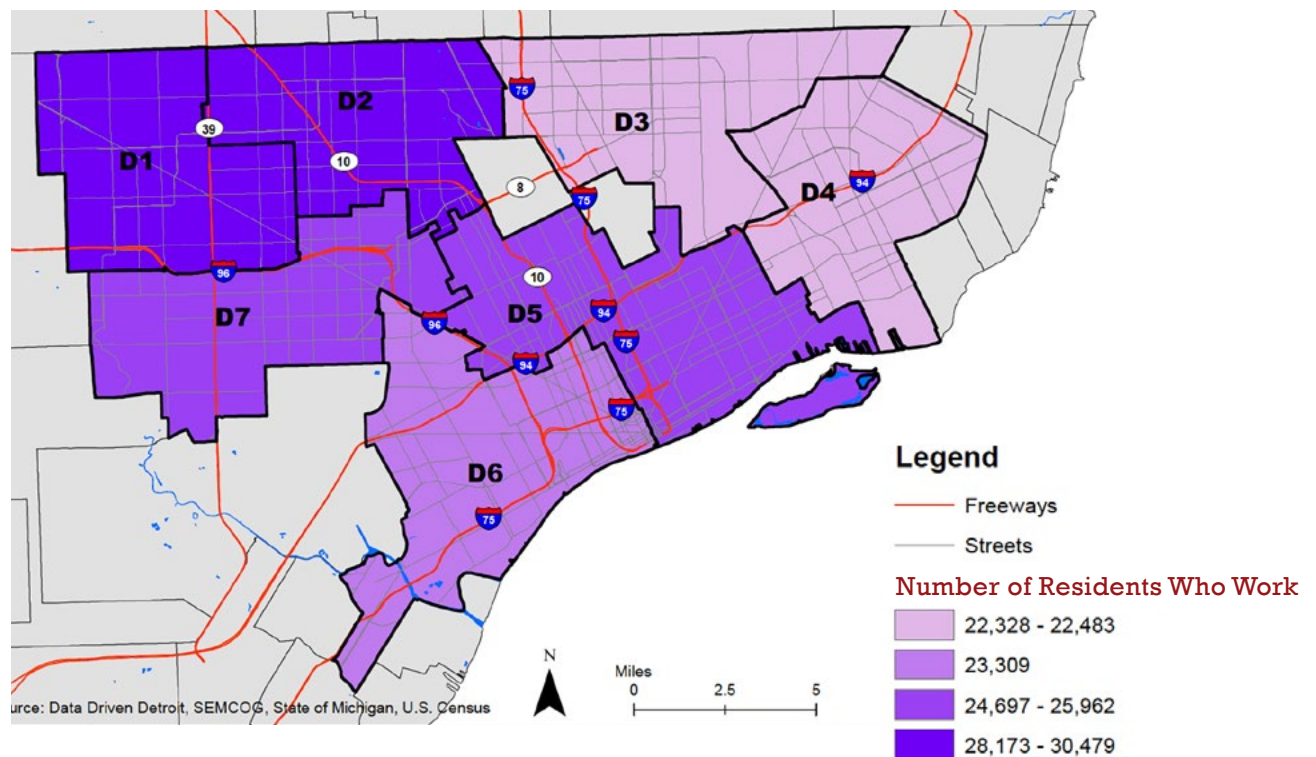 75
D2
D3
39
D1
10
8
94
D4
75
10
96
D7
D5
94
96
75
94
75
D6
75
Legend
Freeways
Streets
Number of Residents Who Work
22,328 - 22,483
23,309
24,697 - 25,962
28,173 - 30,479
N
Miles
0 2.5 5
urce: Data Driven Detroit, SEMCOG, State of Michigan, U.S. Census